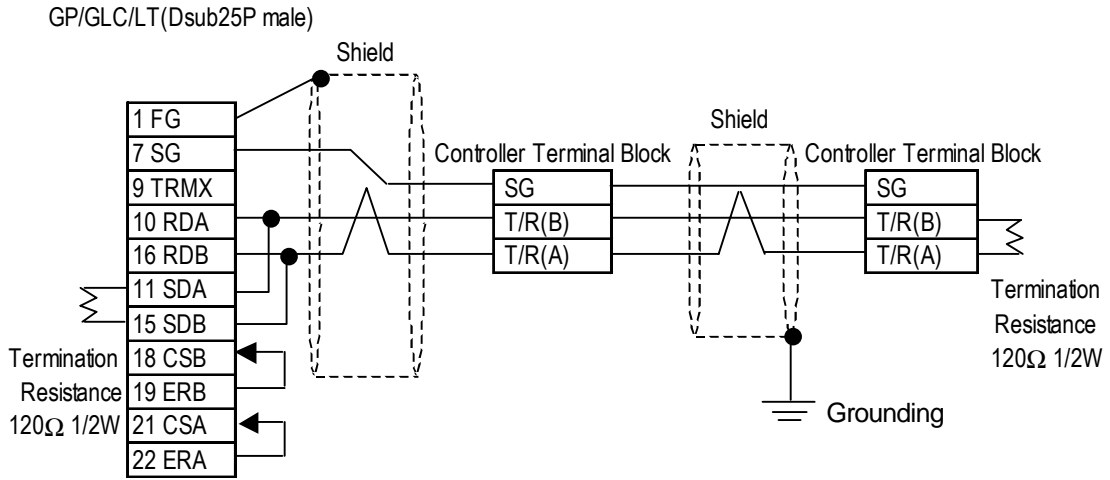 GP/GLC/LT(Dsub25P male)
Shield
1 FG
7 SG
9 TRMX
10 RDA
16 RDB
11 SDA
15 SDB
18 CSB
19 ERB
21 CSA
22 ERA
Termination
Resistance
120Ω 1/2W
Controller Terminal Block
SG
T/R(B)
T/R(A)
Shield
Controller Terminal Block
SG
T/R(B)
T/R(A)
Termination
Resistance
120Ω 1/2W
Grounding